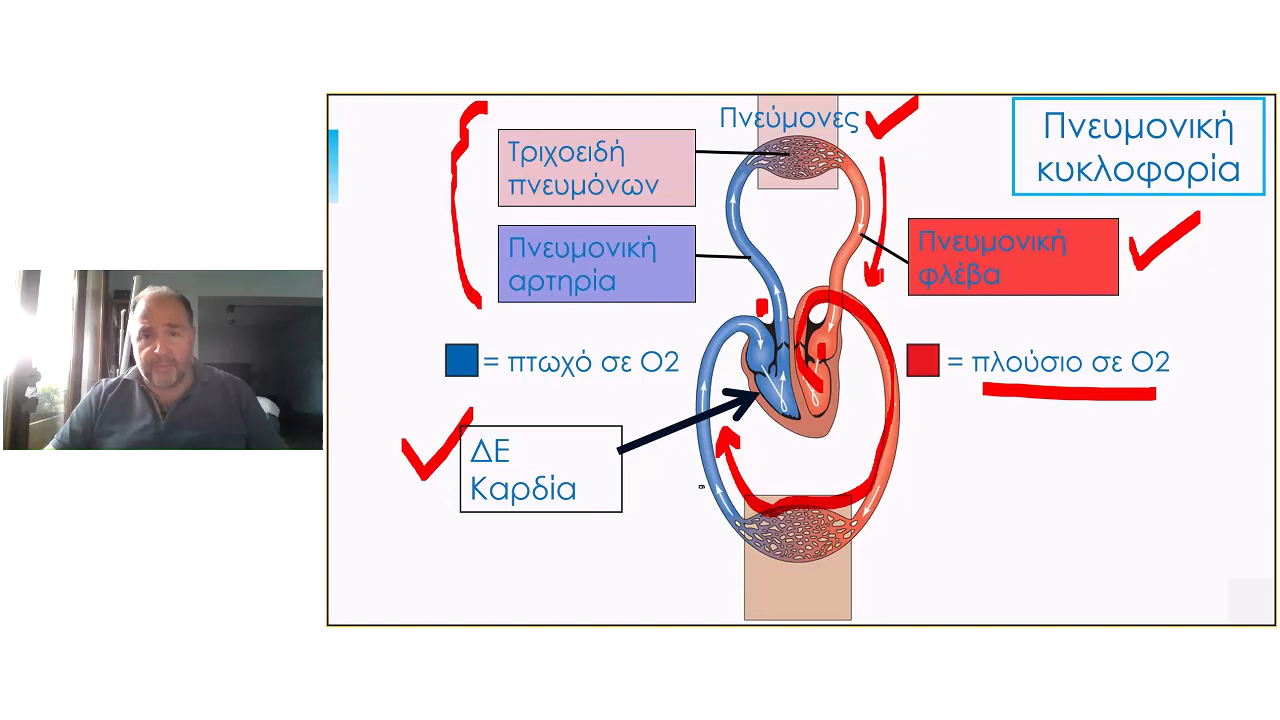 Πνεύμονες
Πνευμονική
κυκλοφορία
Τριχοειδή
πνευμόνων
Πνευμονική
αρτηρία
Πνευμονική
φλέβα
= πτωχό σε Ο2
= πλούσιο σε Ο2
ΔΕ
Καρδία